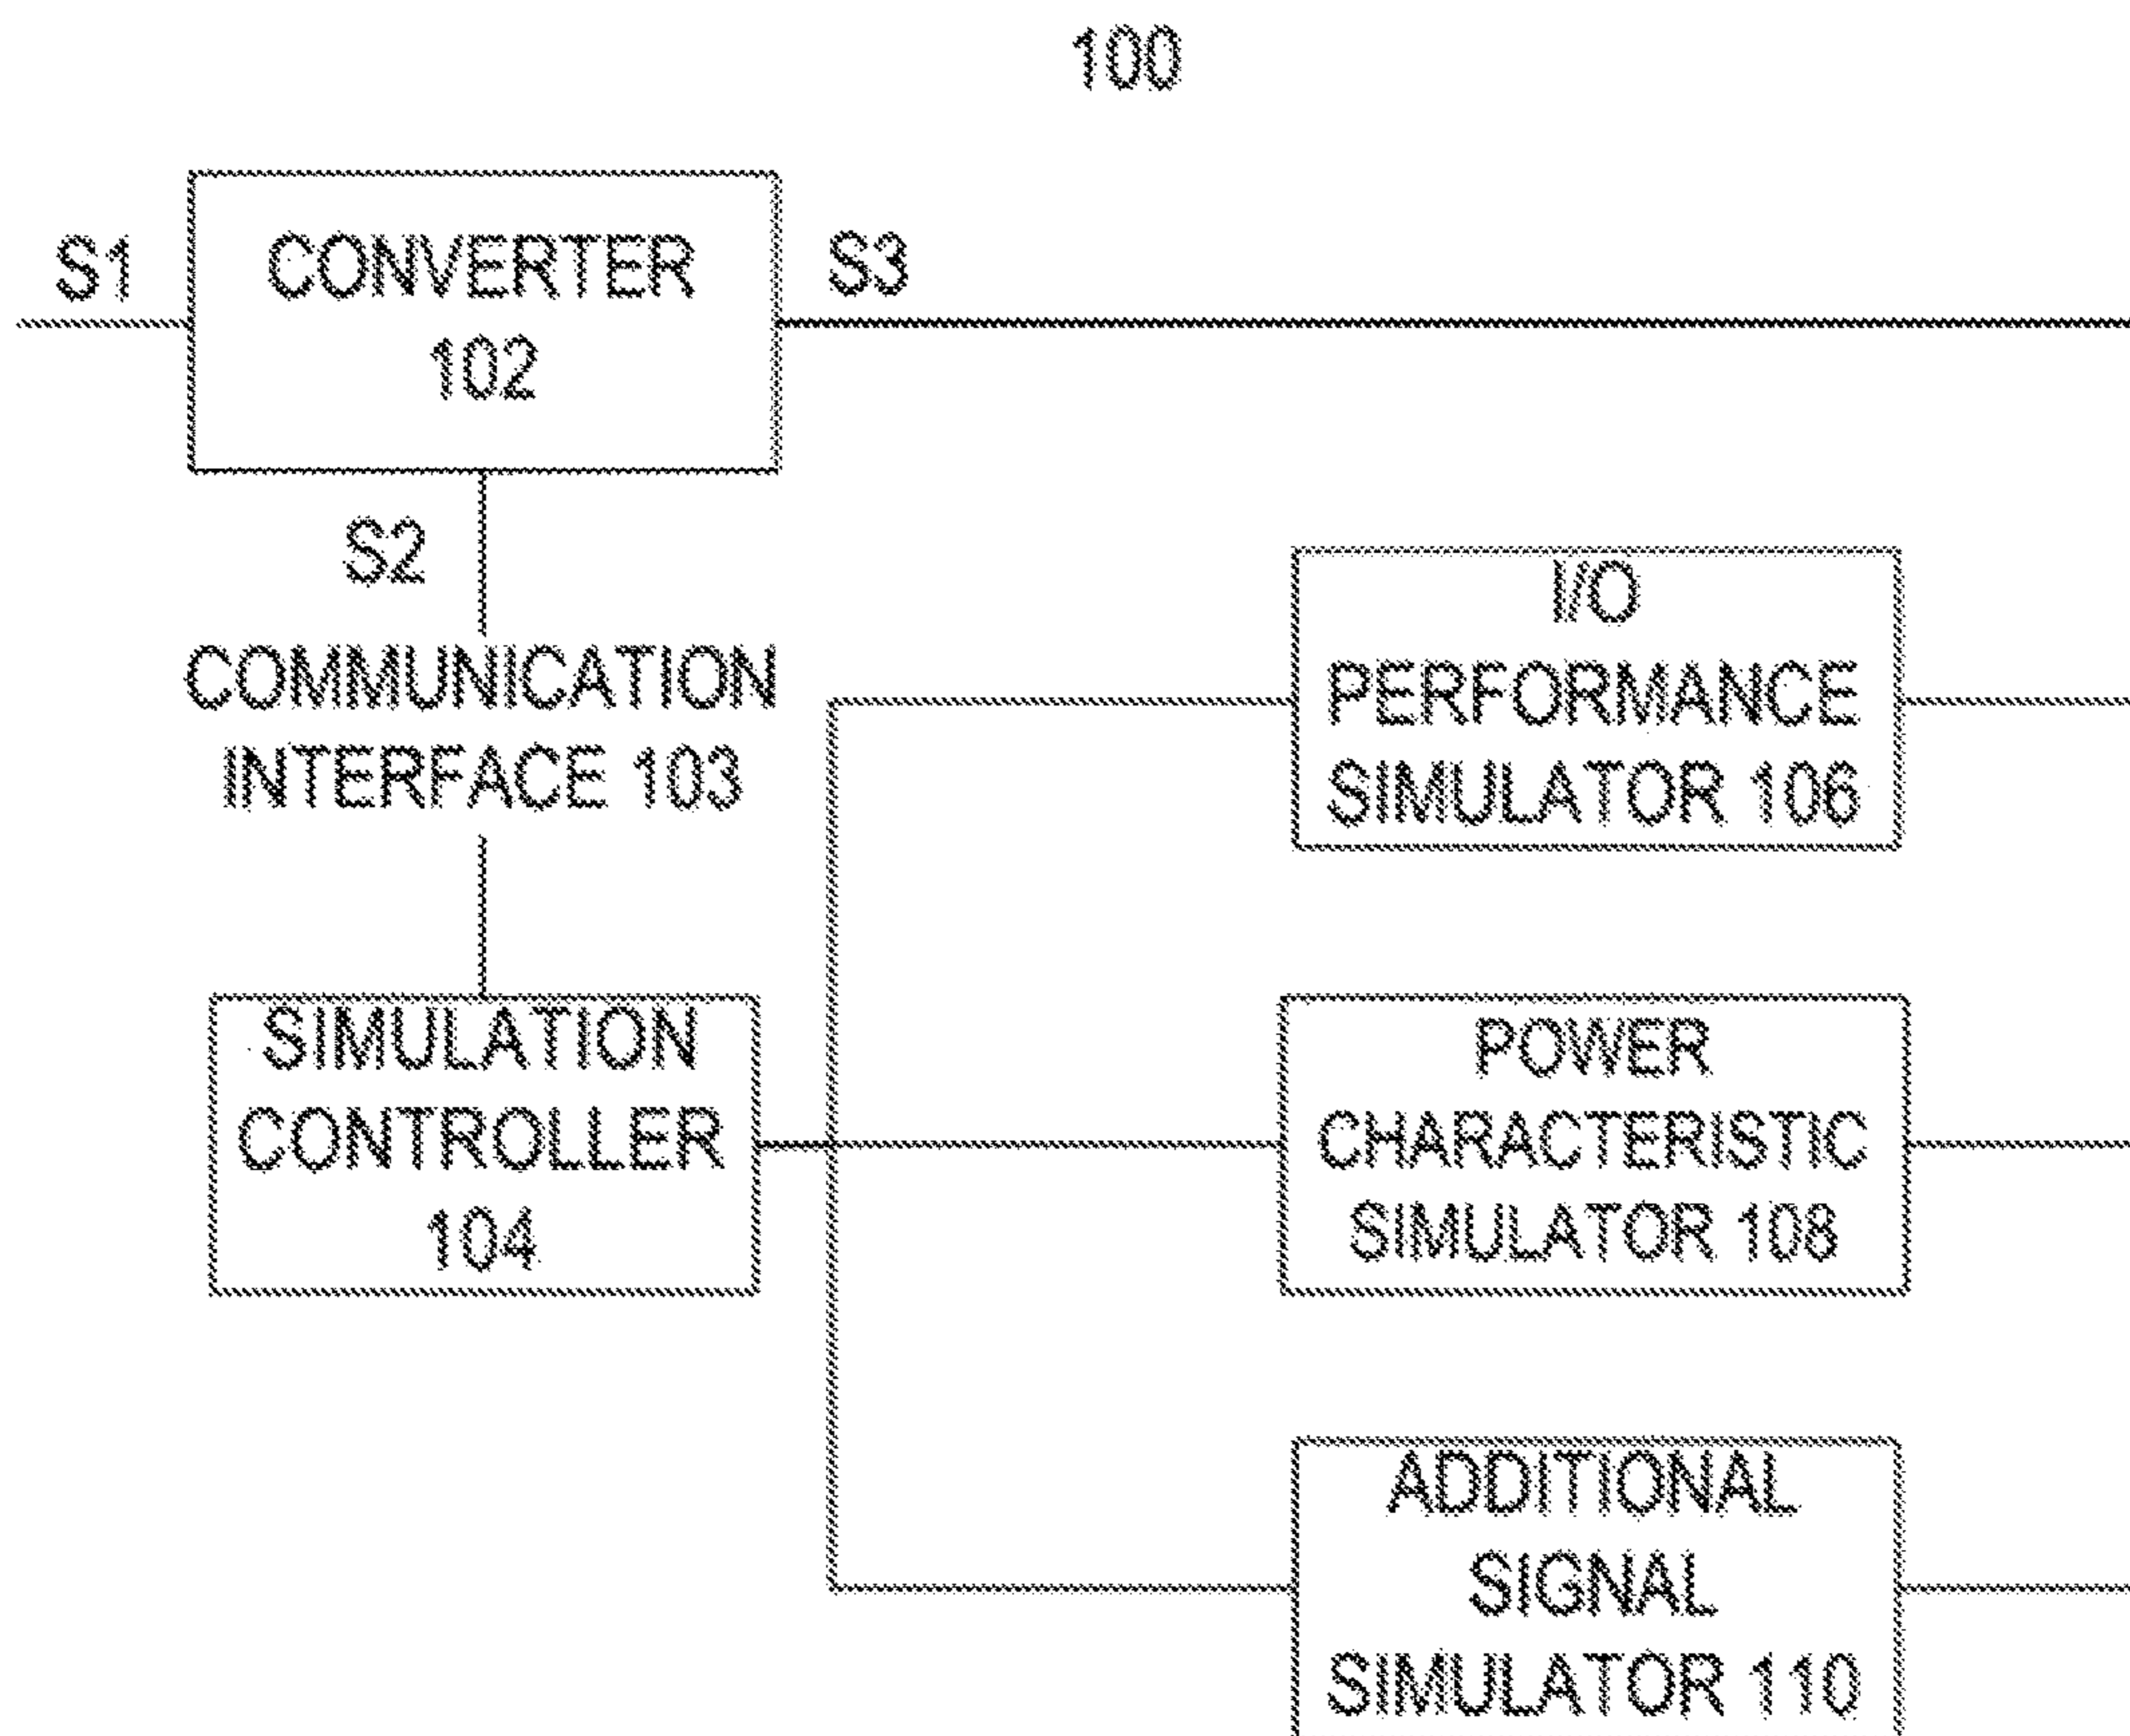 100
S1
CONVERTER
102
S3
S2
COMMUNICATION
INTERFACE 103
I/O
PERFORMANCE
SIMULATOR 106
SIMULATION
CONTROLLER
104
POWER
CHARACTERISTIC
SIMULATOR 108
ADDITIONAL
SIGNAL
SIMULATOR 110